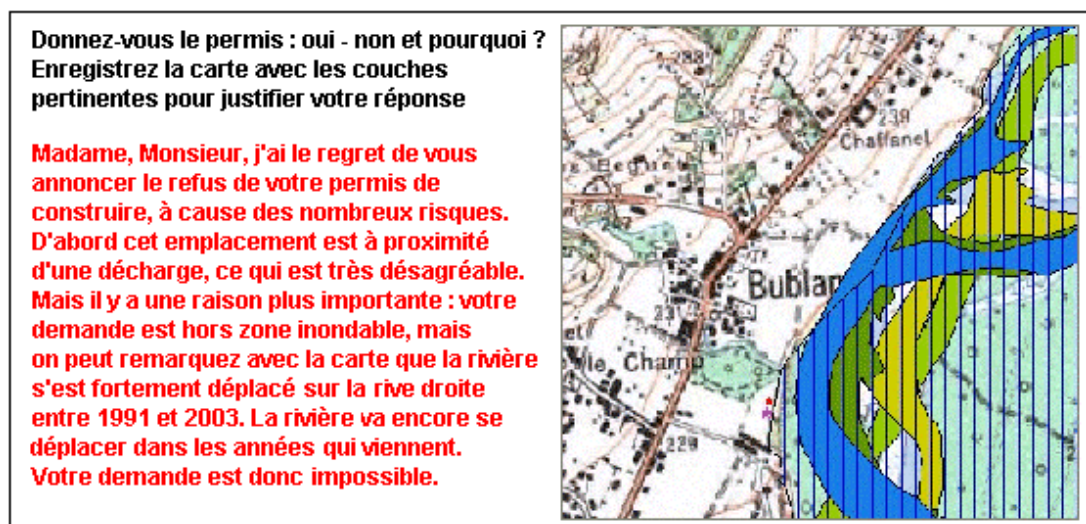 Donnez-vous le permis : oui - non et pourquoi ?
Enregistrez la carte avec les couches
pertinentes pour justifier votre réponse
Madame, Monsieur, j'ai le regret de vous
annoncer le refus de votre permis de
construire, à cause des nombreux risques.
D'abord cet emplacement est à proximité
d'une décharge, ce qui est très désagréable.
Mais il y a une raison plus importante : votre
demande est hors zone inondable, mais
on peut remarquez avec la carte que la rivière
s'est fortement déplacé sur la rive droite
entre 1991 et 2003. La rivière va encore se
déplacer dans les années qui viennent.
Votre demande est donc impossible.
288
239
Chaffanel
Bublan
Champ
229